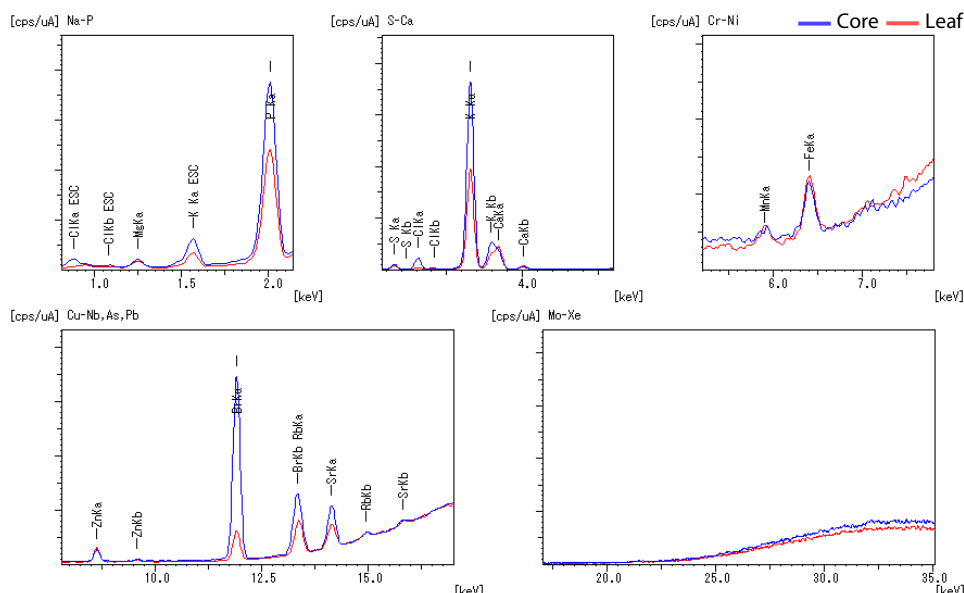 [cps/uA] Na-P
ClKa ESC
ClKb ESC
MgKa
K Ka ESC
P Ka
1.0 1.5 2.0
[keV]
[cps/uA] S-Ca
S Ka
S Kb
ClKa
ClKb
K Ka
K Kb
CaKa
CaKb
4.0
[keV]
[cps/uA] Cr-Ni
Core Leaf
MnKa
FeKa
6.0 7.0
[keV]
[cps/uA] Cu-Nb,As,Pb
ZnKa
ZnKb
BrKa
BrKb RbKa
SrKa
RbKb
SrKb
10.0 12.5 15.0
[keV]
[cps/uA] Mo-Xe
20.0 25.0 30.0 35.0
[keV]